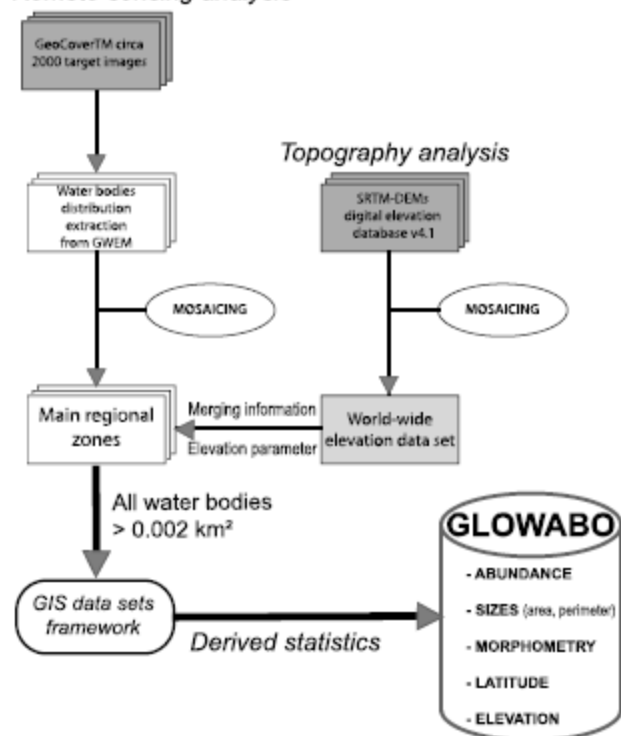 GeoCoverTM circa
2000 target images
Topography analysis
Water bodies
distribution
extraction
from GWEM
SRTM-DEMs
digital elevation
database v4.1
MOSAICING
MOSAICING
Main regional
zones
Merging information
Elevation parameter
World-wide
elevation data set
All water bodies
> 0.002 km²
GIS data sets
framework
Derived statistics
GLOWABO
- ABUNDANCE
- SIZES (area, perimeter)
- MORPHOMETRY
- LATITUDE
- ELEVATION